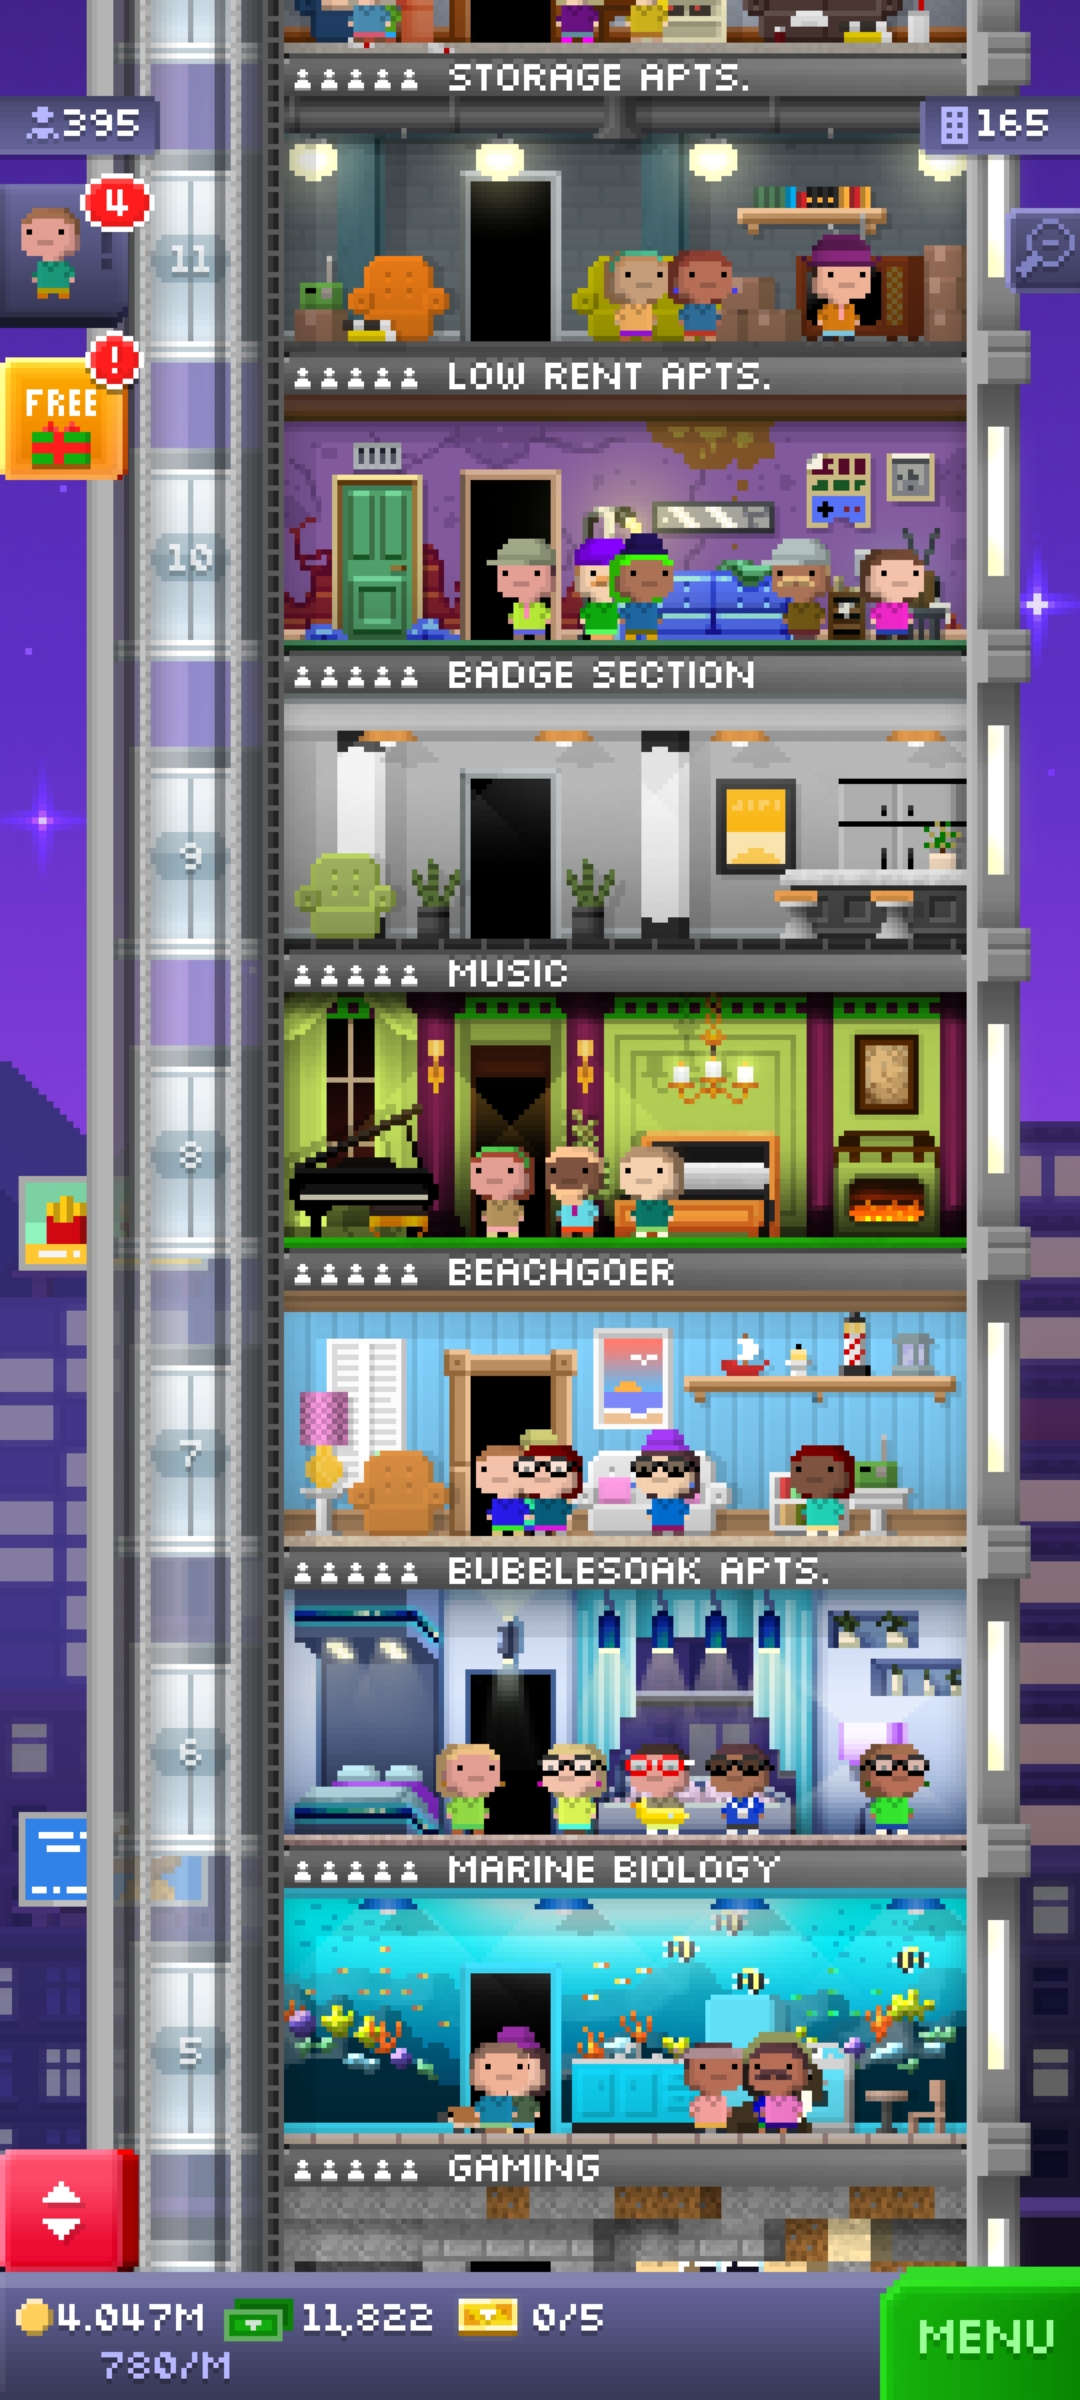 STORAGE APTS.
395
165
4
11
LOW RENT APTS.
!
FREE
10
BADGE SECTION
9
MUSIC
8
BEACHGOER
7
BUBBLESOAK APTS.
6
MARINE BIOLOGY
5
GAMING
4.047M 11,822 0/5
780/M
MENU